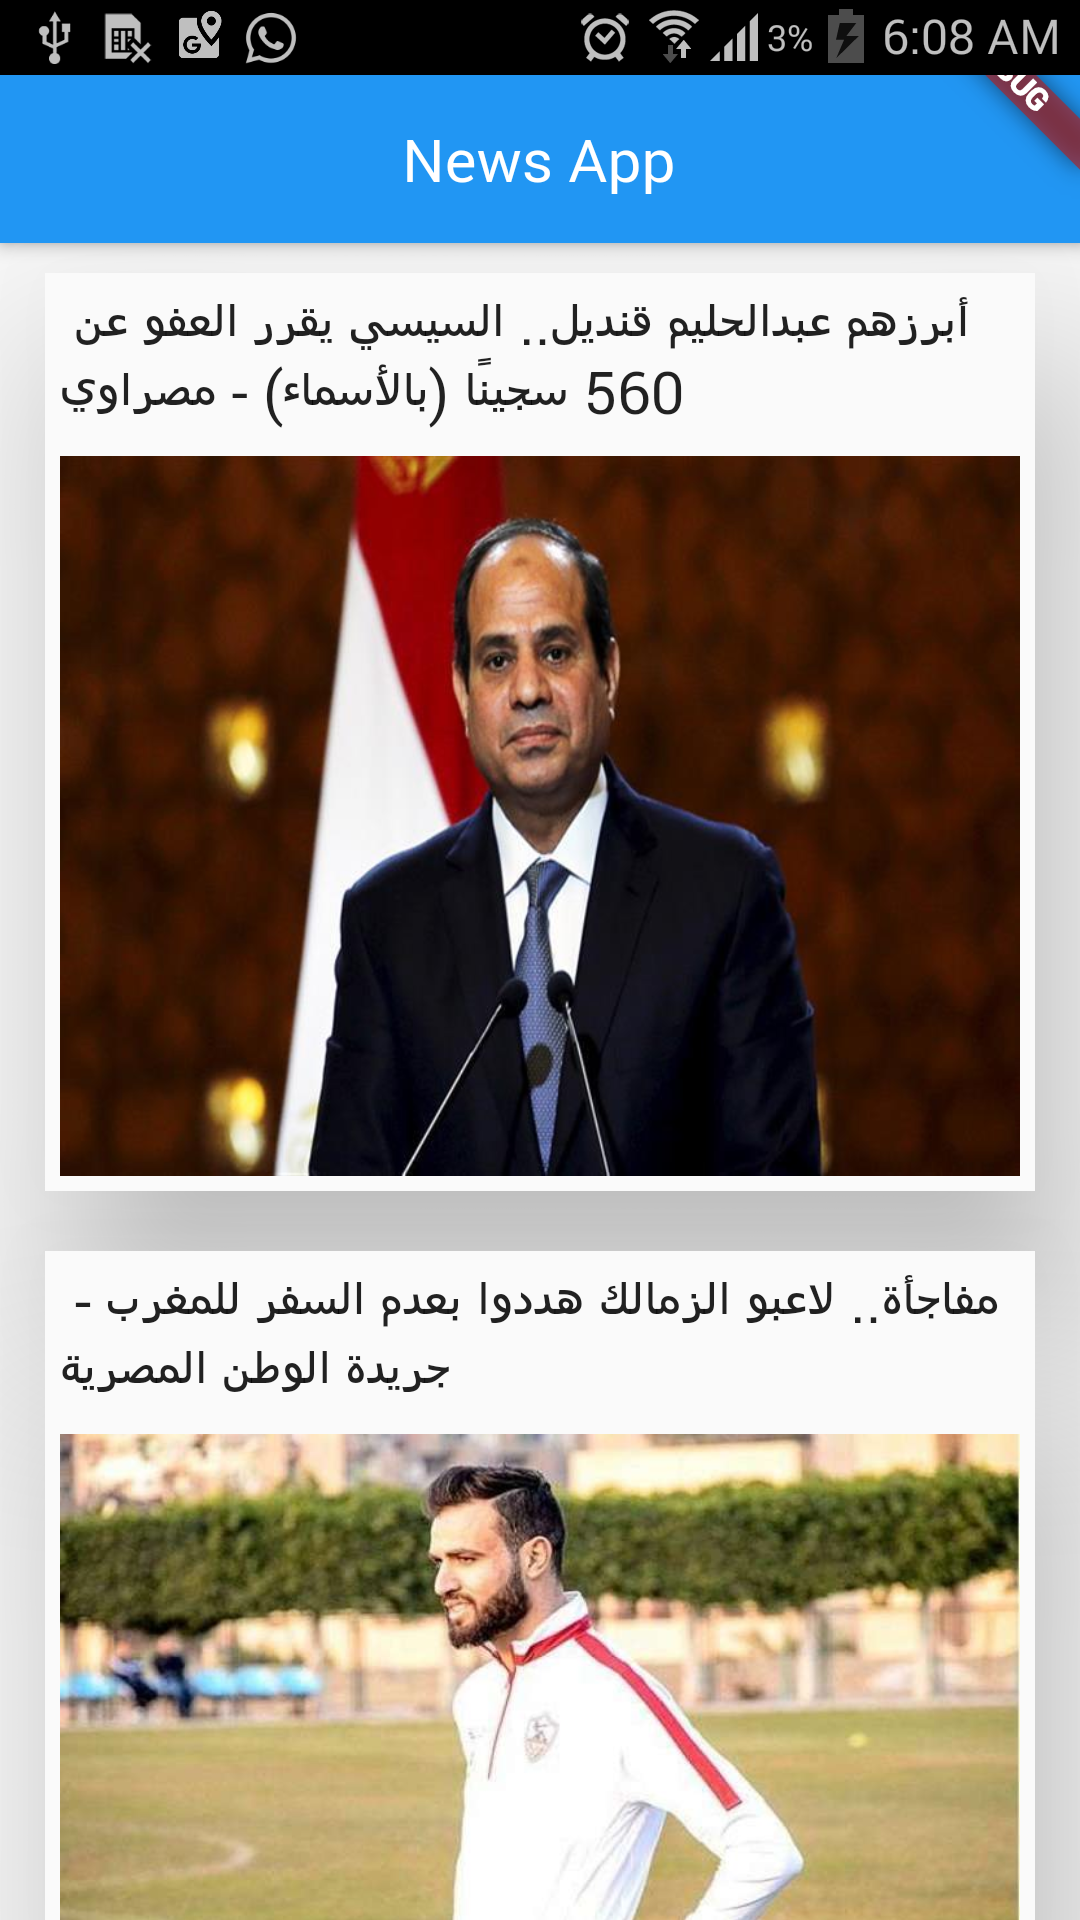 3% 6:08 AM
UG
News App
أبرزهم عبدالحليم قنديل.. السيسي يقرر العفو عن
560 سجينًا (بالأسماء) - مصراوي
مفاجأة.. لاعبو الزمالك هددوا بعدم السفر للمغرب -
جريدة الوطن المصرية